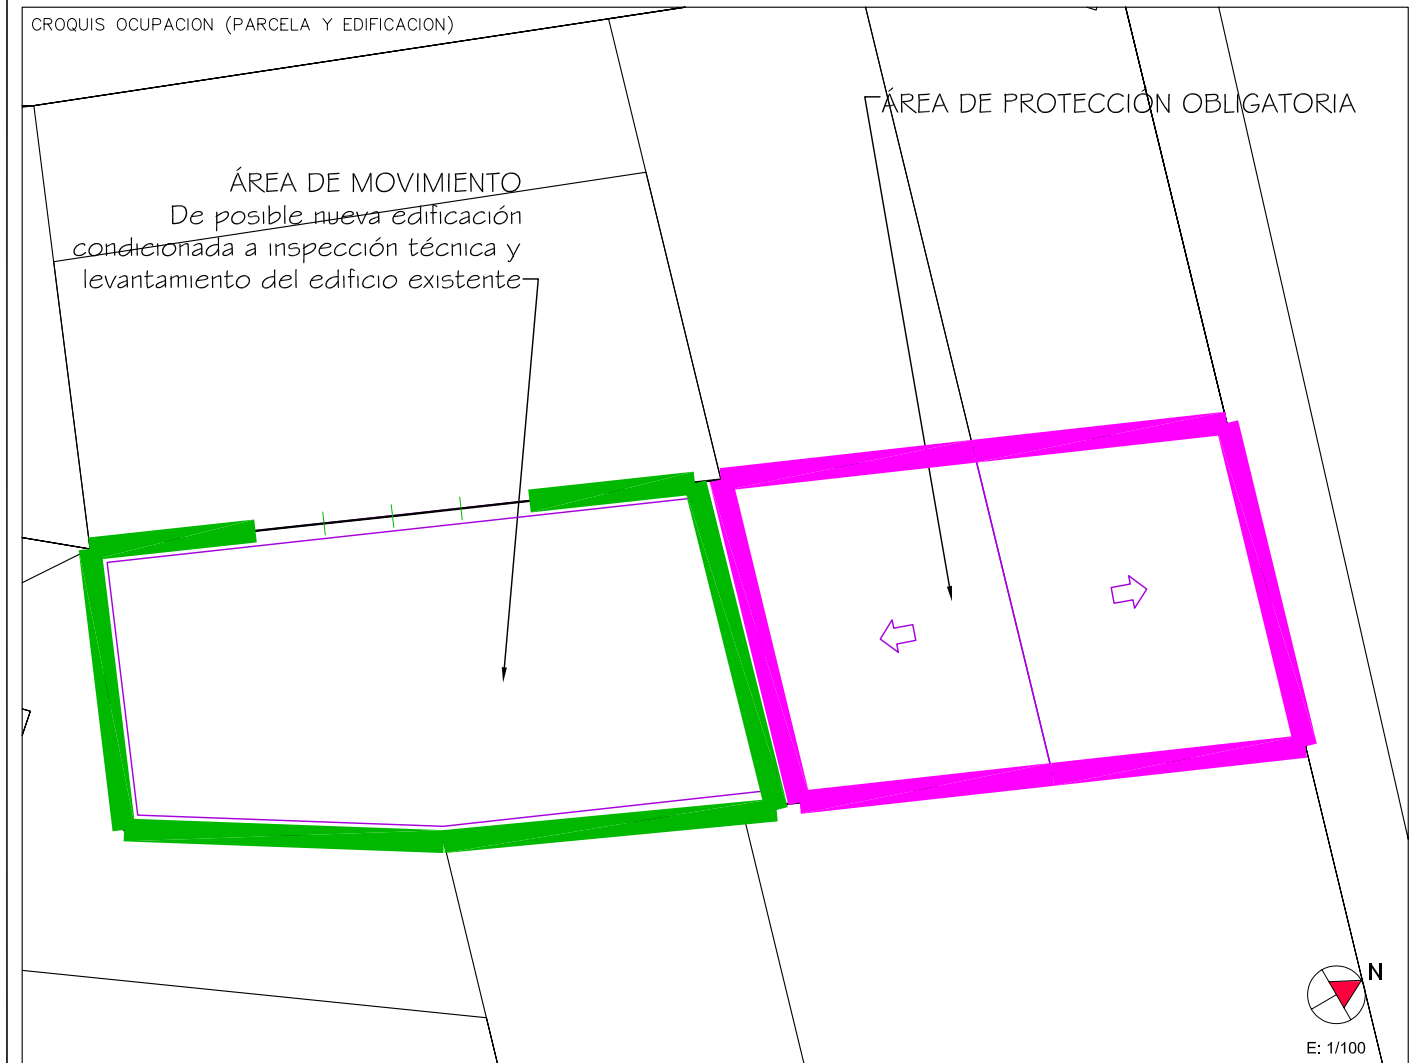 CROQUIS OCUPACION (PARCELA Y EDIFICACION)
ÁREA DE PROTECCIÓN OBLIGATORIA
ÁREA DE MOVIMIENTO
De posible nueva edificación
condicionada a inspección técnica y
levantamiento del edificio existente
N
E: 1/100